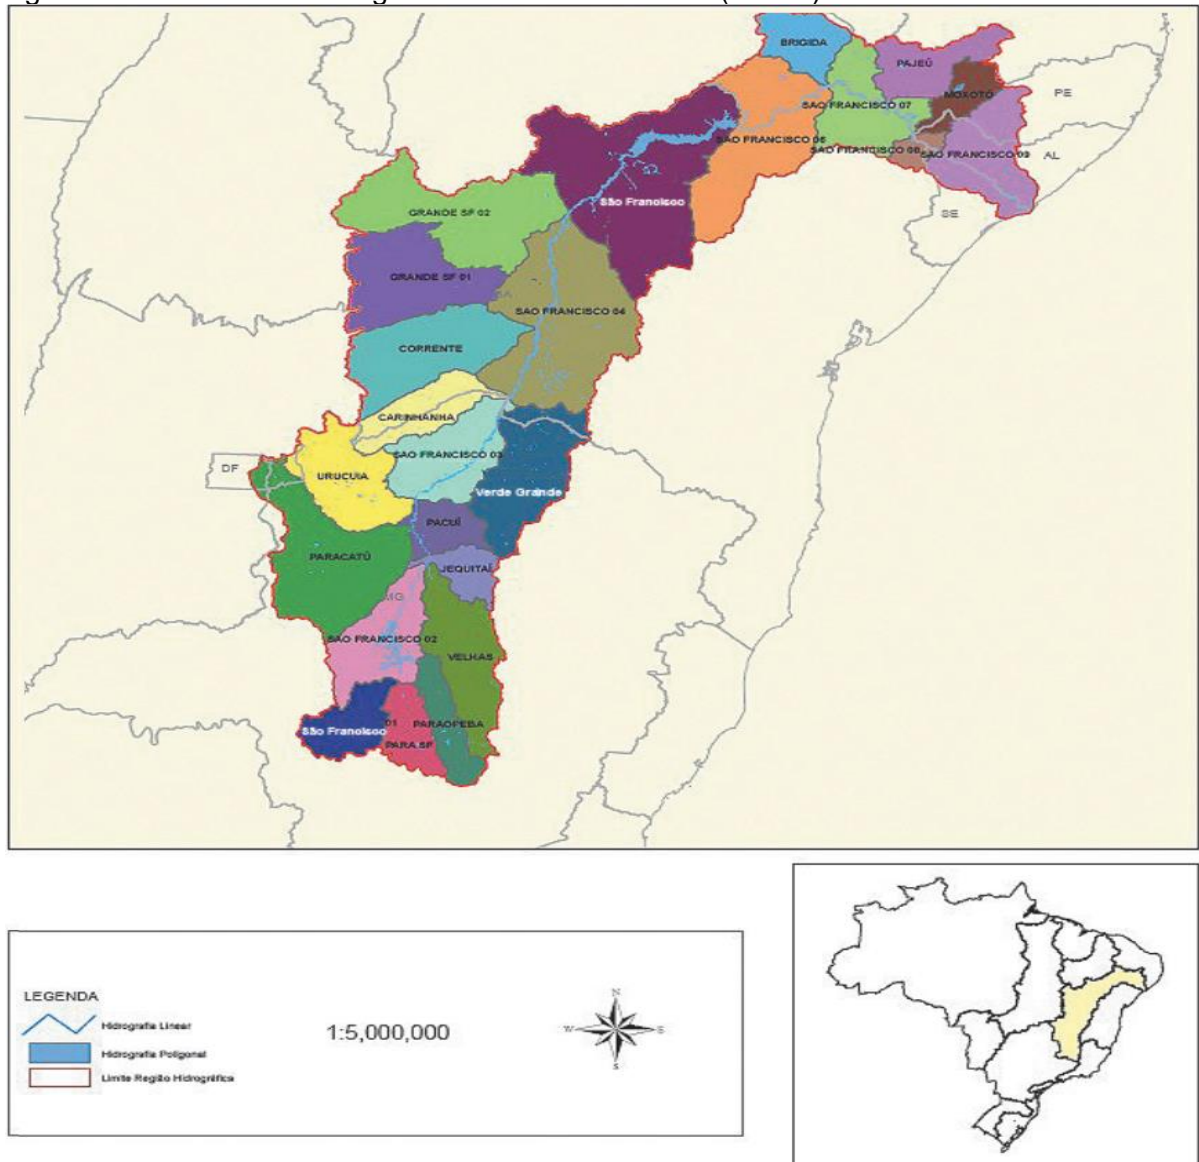 BRIGIDA
PAJEÚ
MOXOTÓ
PE
SAO FRANCISCO 07
SAO FRANCISCO 06
SAO FRANCISCO 08
SAO FRANCISCO 09
AL
São Francisco
SE
GRANDE SF 02
GRANDE SF 01
BA
SAO FRANCISCO 04
CORRENTE
CARINHANHA
SAO FRANCISCO 03
DF
URUCUIA
Verde Grande
PACUÍ
PARACATÚ
JEQUITAÍ
MG
SAO FRANCISCO 02
VELHAS
São Francisco 01
PARAOPEBA
PARA SF
LEGENDA
Hidrografia Linear
Hidrografia Poligonal
Limite Região Hidrográfica
1:5,000,000
N
W
E
S